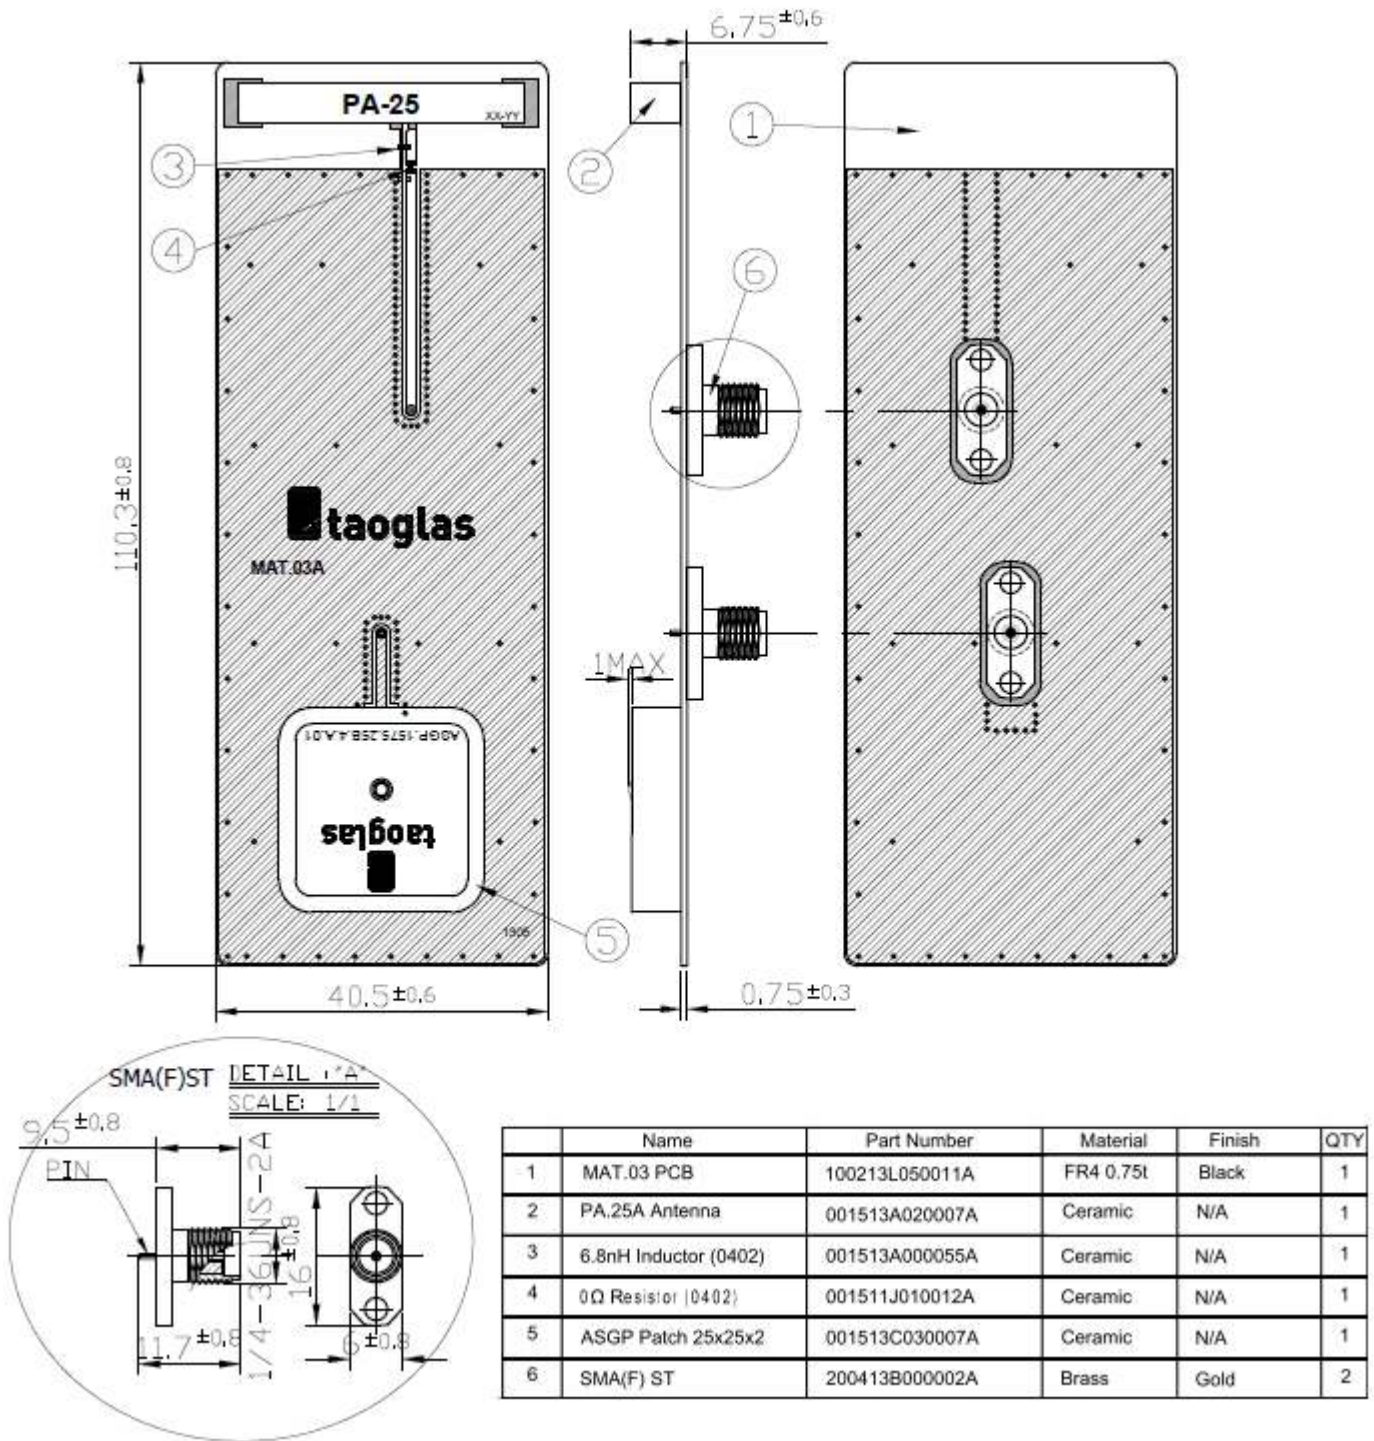 6.75±0.6
PA-25
XX-YY
1
2
3
4
6
110.3±0.8
taoglas
MAT.03A
1MAX
ASGP.1575.25B.4.A.01
taoglas
1305
5
40.5±0.6
0.75±0.3
SMA(F)ST
DETAIL "A"
SCALE: 1/1
9.5±0.8
PIN
1/4-36UNS-2A
16±0.8
11.7±0.8
6±0.8
Name Part Number Material Finish QTY
1 MAT.03 PCB 100213L050011A FR4 0.75t Black 1
2 PA.25A Antenna 001513A020007A Ceramic N/A 1
3 6.8nH Inductor (0402) 001513A000055A Ceramic N/A 1
4 0Ω Resistor (0402) 001511J010012A Ceramic N/A 1
5 ASGP Patch 25x25x2 001513C030007A Ceramic N/A 1
6 SMA(F) ST 200413B000002A Brass Gold 2